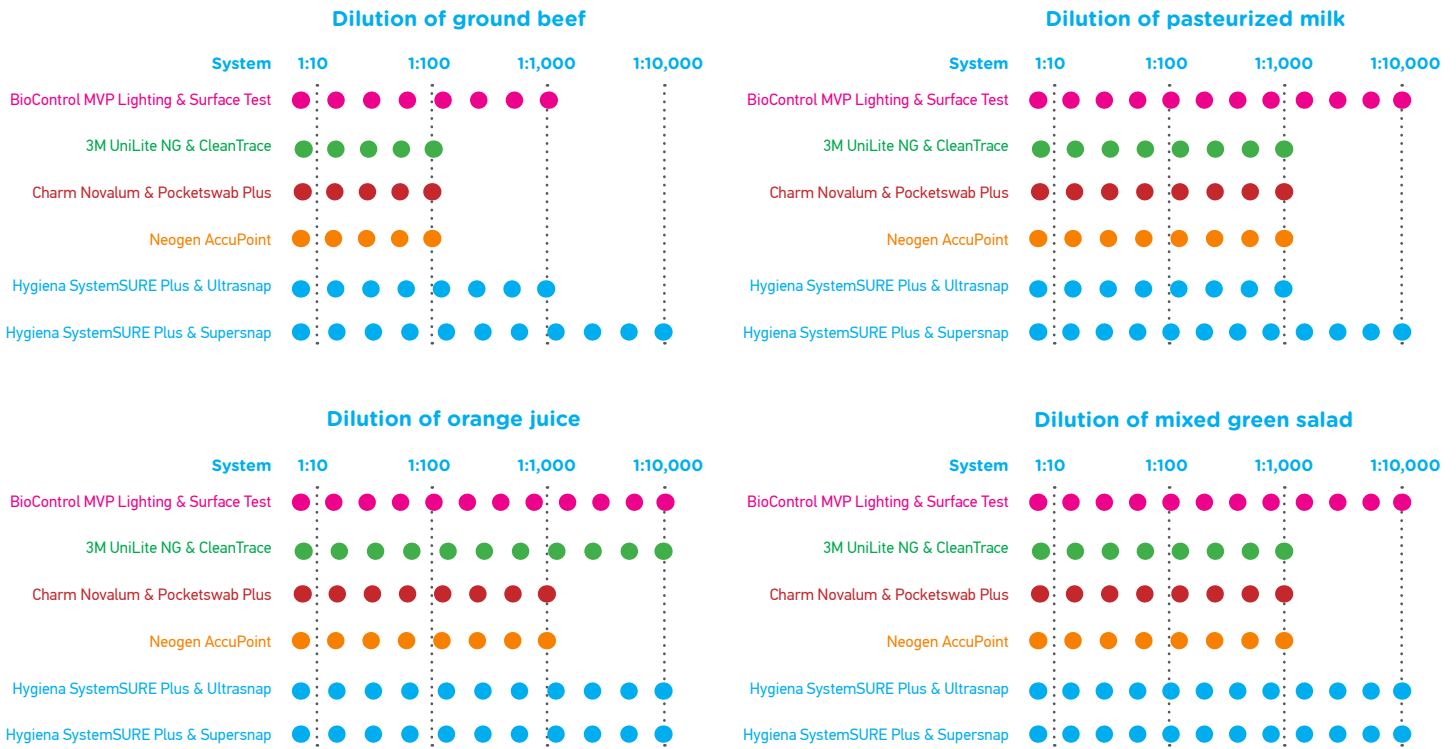 Dilution of ground beef
System 1:10 1:100 1:1,000 1:10,000
BioControl MVP Lighting & Surface Test
3M UniLite NG & CleanTrace
Charm Novalum & Pocketswab Plus
Neogen AccuPoint
Hygiena SystemSURE Plus & Ultrasnap
Hygiena SystemSURE Plus & Supersnap
Dilution of pasteurized milk
System 1:10 1:100 1:1,000 1:10,000
BioControl MVP Lighting & Surface Test
3M UniLite NG & CleanTrace
Charm Novalum & Pocketswab Plus
Neogen AccuPoint
Hygiena SystemSURE Plus & Ultrasnap
Hygiena SystemSURE Plus & Supersnap
Dilution of orange juice
System 1:10 1:100 1:1,000 1:10,000
BioControl MVP Lighting & Surface Test
3M UniLite NG & CleanTrace
Charm Novalum & Pocketswab Plus
Neogen AccuPoint
Hygiena SystemSURE Plus & Ultrasnap
Hygiena SystemSURE Plus & Supersnap
Dilution of mixed green salad
System 1:10 1:100 1:1,000 1:10,000
BioControl MVP Lighting & Surface Test
3M UniLite NG & CleanTrace
Charm Novalum & Pocketswab Plus
Neogen AccuPoint
Hygiena SystemSURE Plus & Ultrasnap
Hygiena SystemSURE Plus & Supersnap